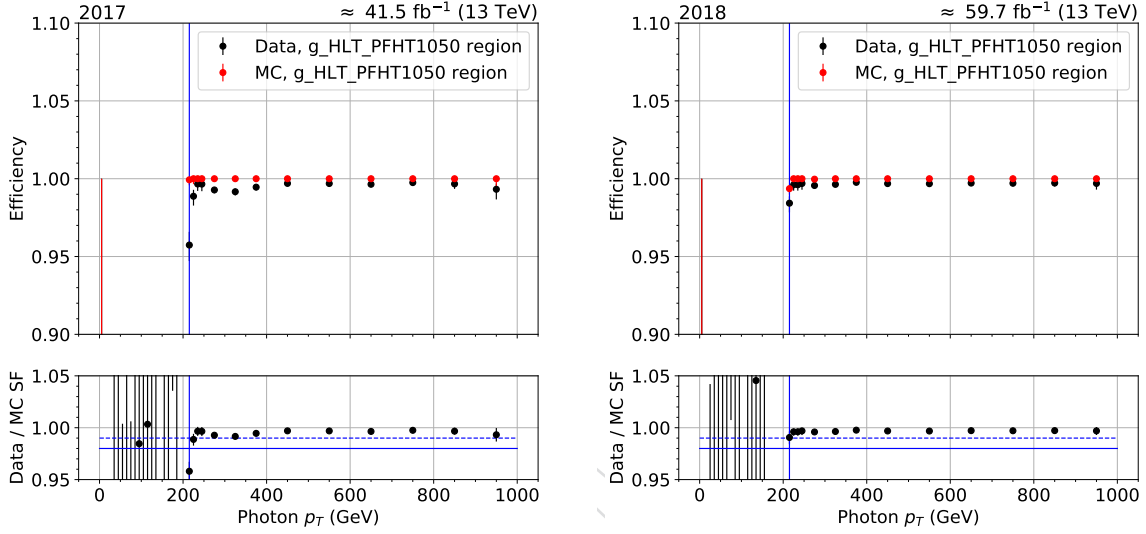 2017 ≈ 41.5 fb⁻¹ (13 TeV)
Data, g_HLT_PFHT1050 region
MC, g_HLT_PFHT1050 region
Efficiency
1.10
1.05
1.00
0.95
0.90
Data / MC SF
1.05
1.00
0.95
0 200 400 600 800 1000
Photon p_T (GeV)
2018 ≈ 59.7 fb⁻¹ (13 TeV)
Data, g_HLT_PFHT1050 region
MC, g_HLT_PFHT1050 region
Efficiency
1.10
1.05
1.00
0.95
0.90
Data / MC SF
1.05
1.00
0.95
0 200 400 600 800 1000
Photon p_T (GeV)